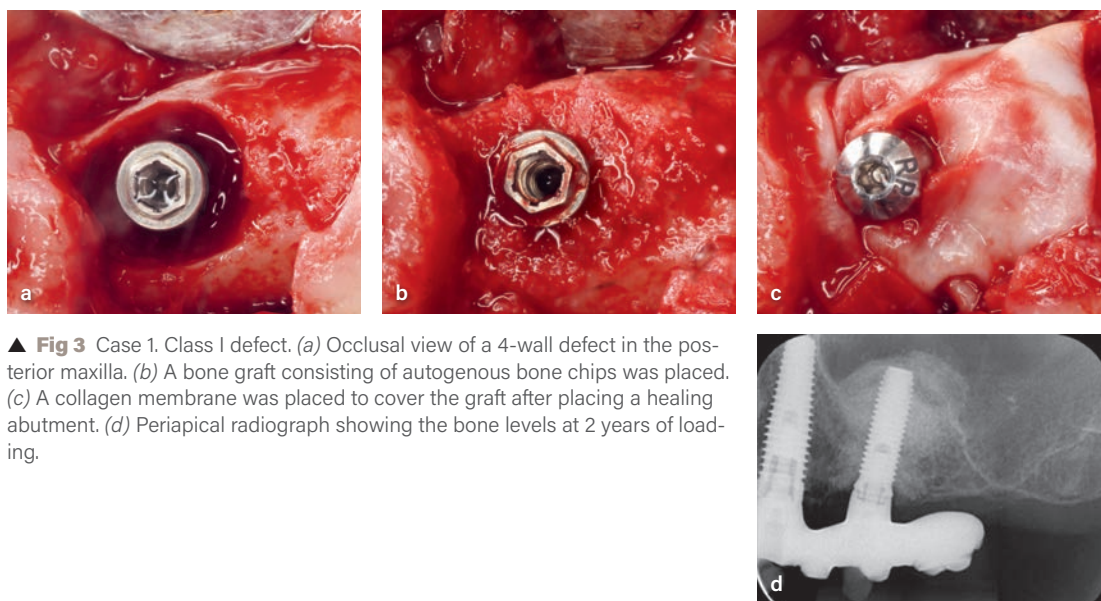 a
b
c
RP
▲ Fig 3 Case 1. Class I defect. (a) Occlusal view of a 4-wall defect in the pos-
terior maxilla. (b) A bone graft consisting of autogenous bone chips was placed.
(c) A collagen membrane was placed to cover the graft after placing a healing
abutment. (d) Periapical radiograph showing the bone levels at 2 years of load-
ing.
d